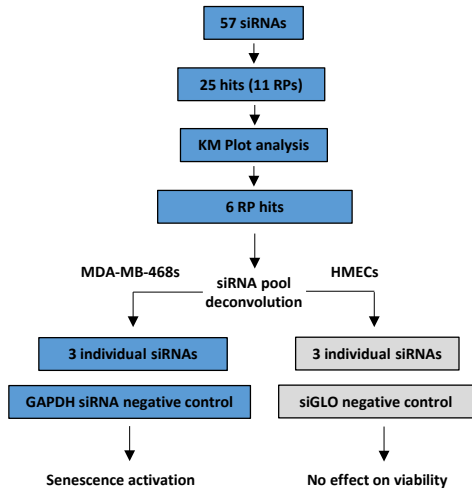 57 siRNAs
25 hits (11 RPs)
KM Plot analysis
6 RP hits
MDA-MB-468s
HMECs
siRNA pool
deconvolution
3 individual siRNAs
3 individual siRNAs
GAPDH siRNA negative control
siGLO negative control
Senescence activation
No effect on viability